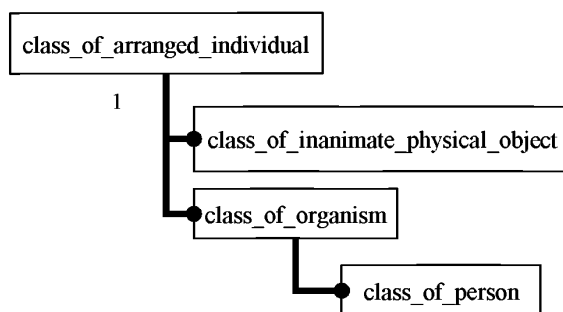 class_of_arranged_individual
1
class_of_inanimate_physical_object
class_of_organism
class_of_person